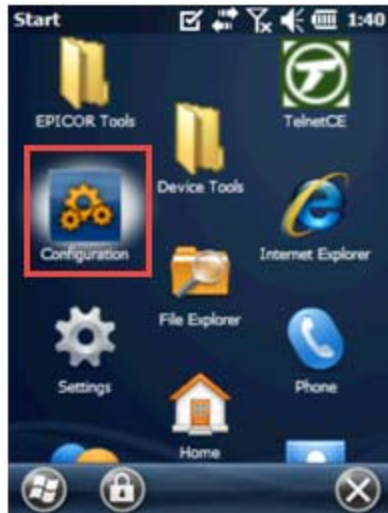 Start 1:40
EPICOR Tools
TelnetCE
Device Tools
Configuration
Internet Explorer
File Explorer
Settings
Phone
Home